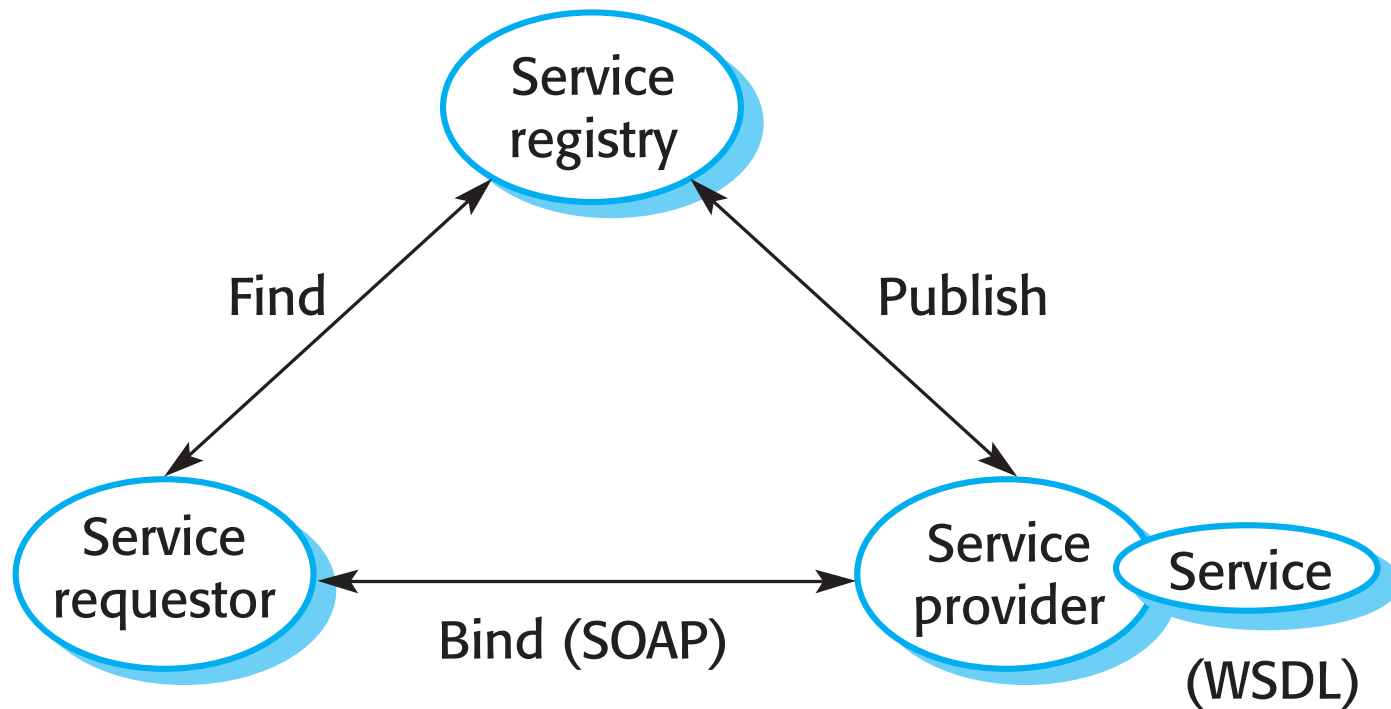 Service
registry
Find
Publish
Service
requestor
Bind (SOAP)
Service
provider
Service
(WSDL)